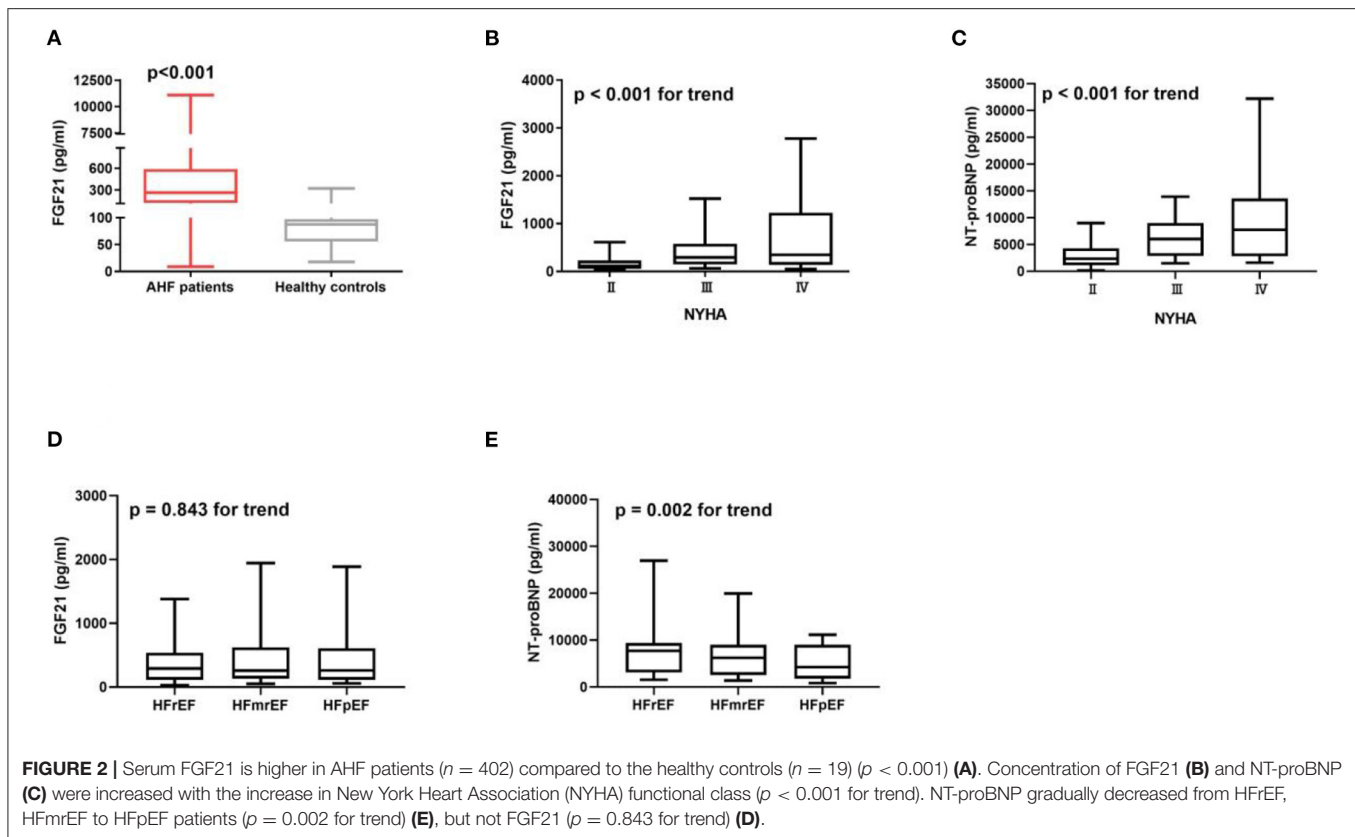 A
p<0.001
12500
10000
7500
600
300
100
50
0
FGF21 (pg/ml)
AHF patients
Healthy controls
B
p < 0.001 for trend
4000
3000
2000
1000
0
FGF21 (pg/ml)
II
III
IV
NYHA
C
p < 0.001 for trend
35000
30000
25000
20000
15000
10000
5000
0
NT-proBNP (pg/ml)
II
III
IV
NYHA
D
p = 0.843 for trend
3000
2000
1000
0
FGF21 (pg/ml)
HFrEF
HFmrEF
HFpEF
E
p = 0.002 for trend
40000
30000
20000
10000
0
NT-proBNP (pg/ml)
HFrEF
HFmrEF
HFpEF
FIGURE 2 | Serum FGF21 is higher in AHF patients (n = 402) compared to the healthy controls (n = 19) (p < 0.001) (A). Concentration of FGF21 (B) and NT-proBNP
(C) were increased with the increase in New York Heart Association (NYHA) functional class (p < 0.001 for trend). NT-proBNP gradually decreased from HFrEF,
HFmrEF to HFpEF patients (p = 0.002 for trend) (E), but not FGF21 (p = 0.843 for trend) (D).